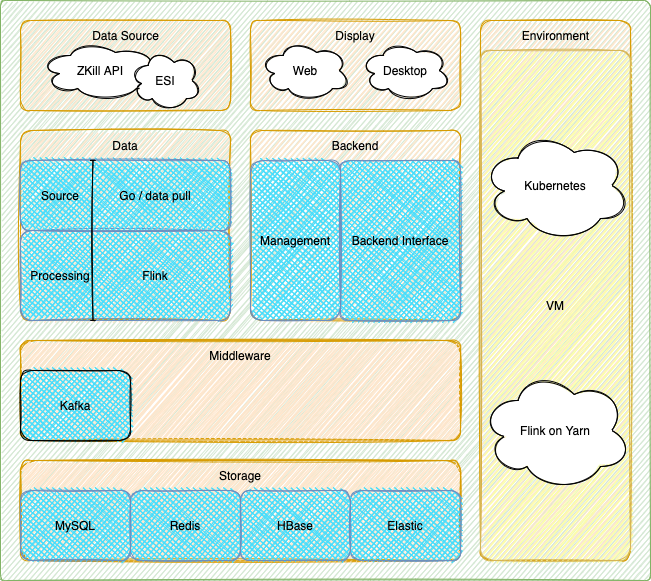 Data Source
ZKill API
ESI
Display
Web
Desktop
Environment
Kubernetes
VM
Flink on Yarn
Data
Source
Go / data pull
Processing
Flink
Backend
Management
Backend Interface
Middleware
Kafka
Storage
MySQL
Redis
HBase
Elastic